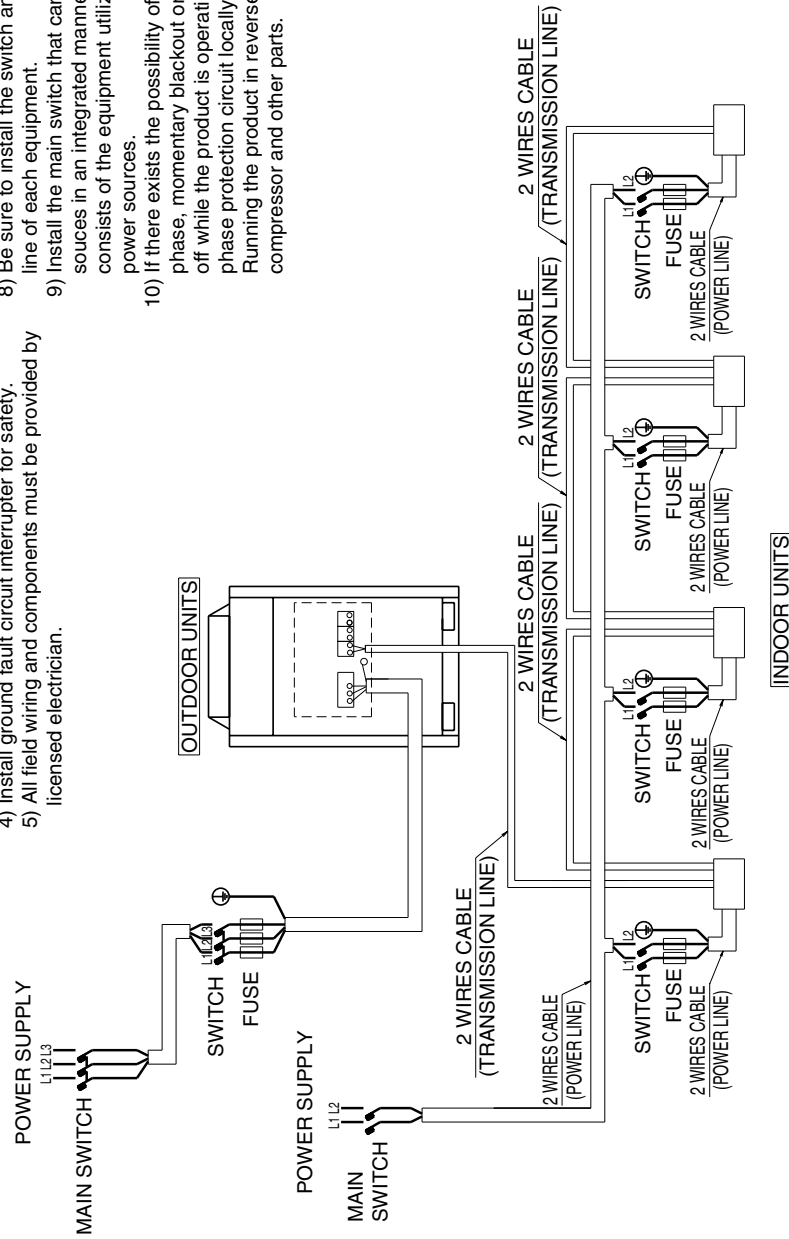 4) Install ground fault circuit interrupter for safety.
5) All field wiring and components must be provided by
licensed electrician.
8) Be sure to install the switch
line of each equipment.
9) Install the main switch that can
souces in an integrated manne
consists of the equipment utiliz
power sources.
10) If there exists the possibility of
phase, momentary blackout or
off while the product is operati
phase protection circuit locally
Running the product in reverse
compressor and other parts.
POWER SUPPLY
L1 L2 L3
MAIN SWITCH
L1 L2 L3
SWITCH
FUSE
OUTDOOR UNITS
POWER SUPPLY
L1 L2
MAIN
SWITCH
2 WIRES CABLE
(TRANSMISSION LINE)
2 WIRES CABLE
(POWER LINE)
2 WIRES CABLE
(TRANSMISSION LINE)
2 WIRES CABLE
(TRANSMISSION LINE)
2 WIRES CABLE
(TRANSMISSION LINE)
L1 L2
SWITCH
FUSE
2 WIRES CABLE
(POWER LINE)
L1 L2
SWITCH
FUSE
2 WIRES CABLE
(POWER LINE)
L1 L2
SWITCH
FUSE
2 WIRES CABLE
(POWER LINE)
L1 L2
SWITCH
FUSE
2 WIRES CABLE
(POWER LINE)
INDOOR UNITS